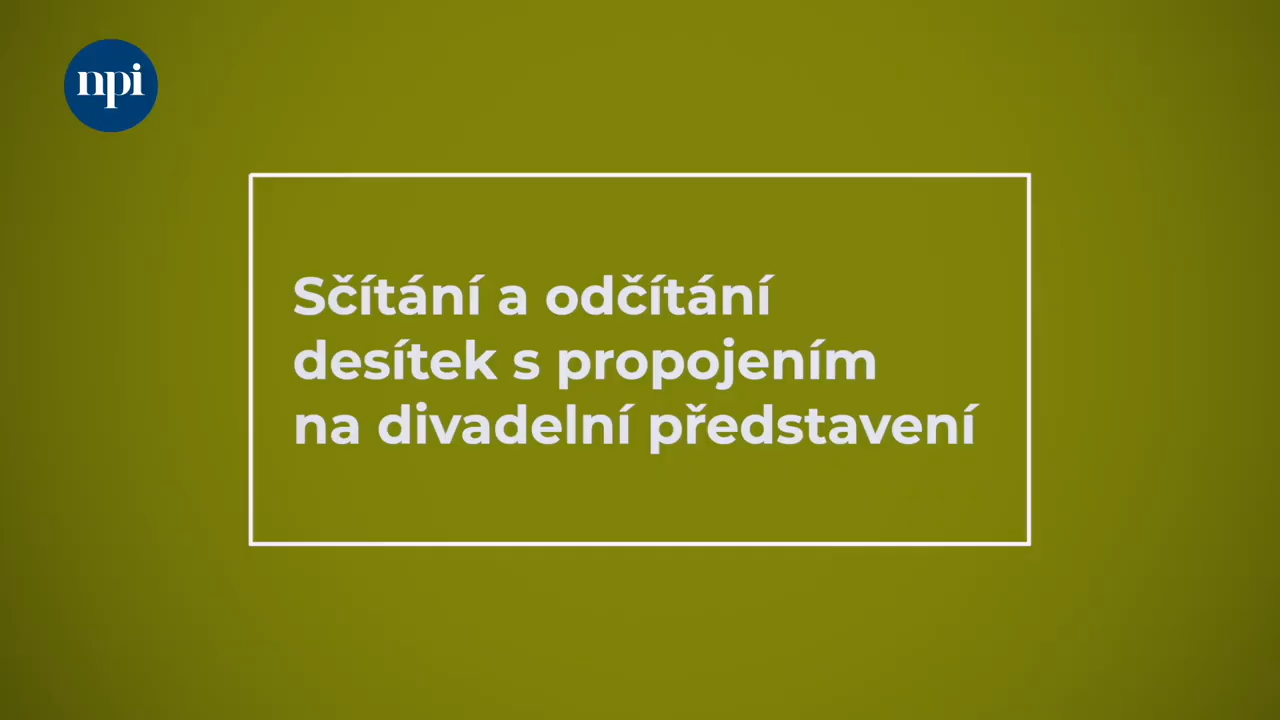 npi
Sčítání a odčítání
desítek s propojením
na divadelní představení